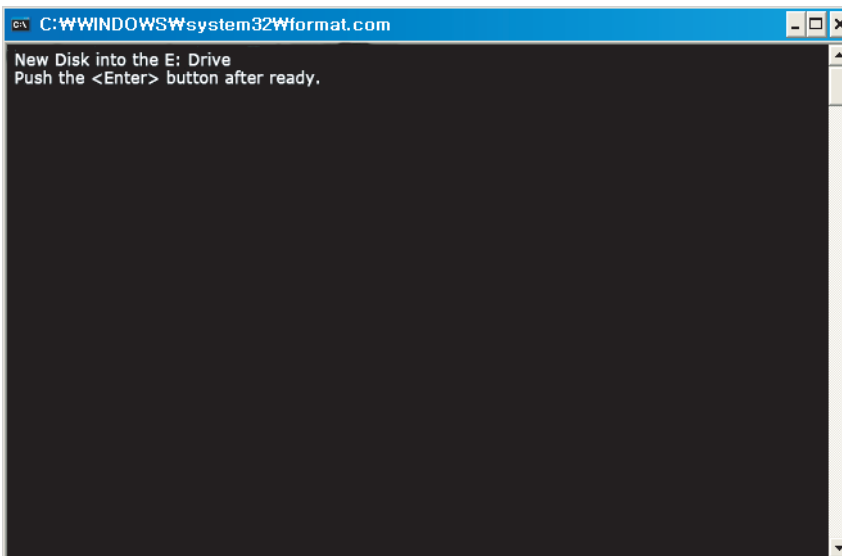 C:₩WINDOWS₩system32₩format.com
New Disk into the E: Drive
Push the <Enter> button after ready.